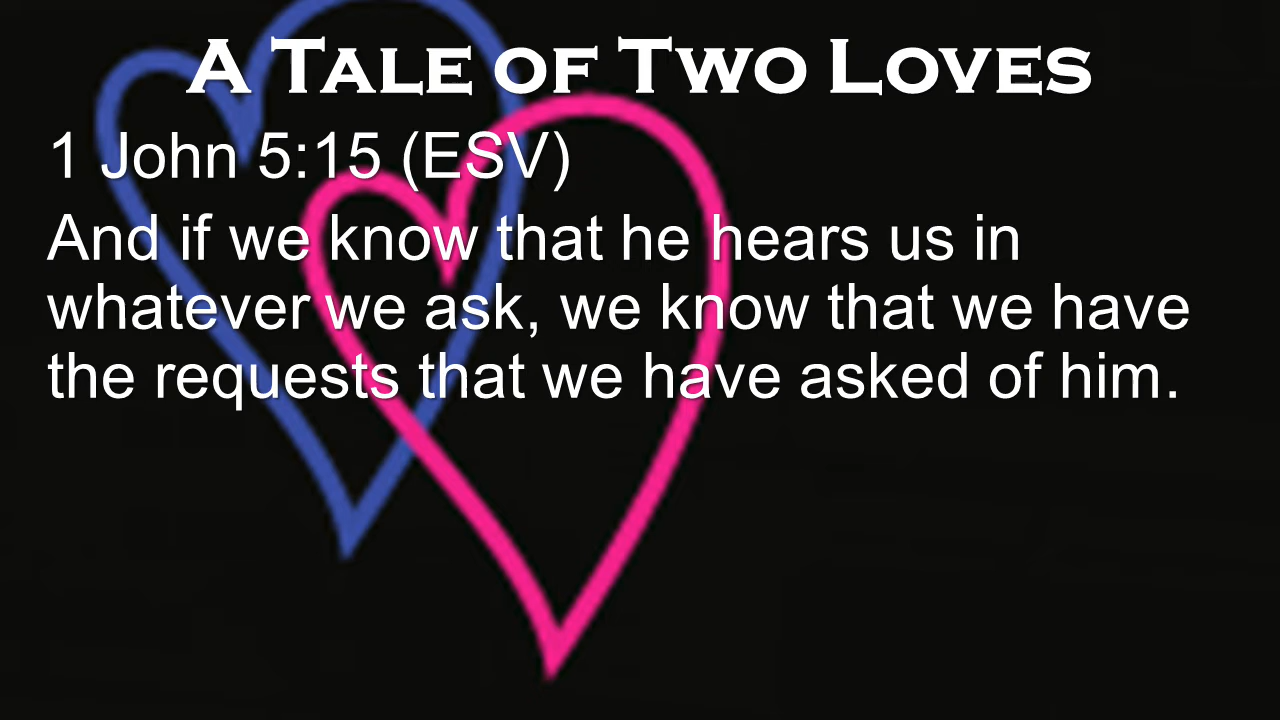 A Tale of Two Loves
1 John 5:15 (ESV)
And if we know that he hears us in
whatever we ask, we know that we have
the requests that we have asked of him.